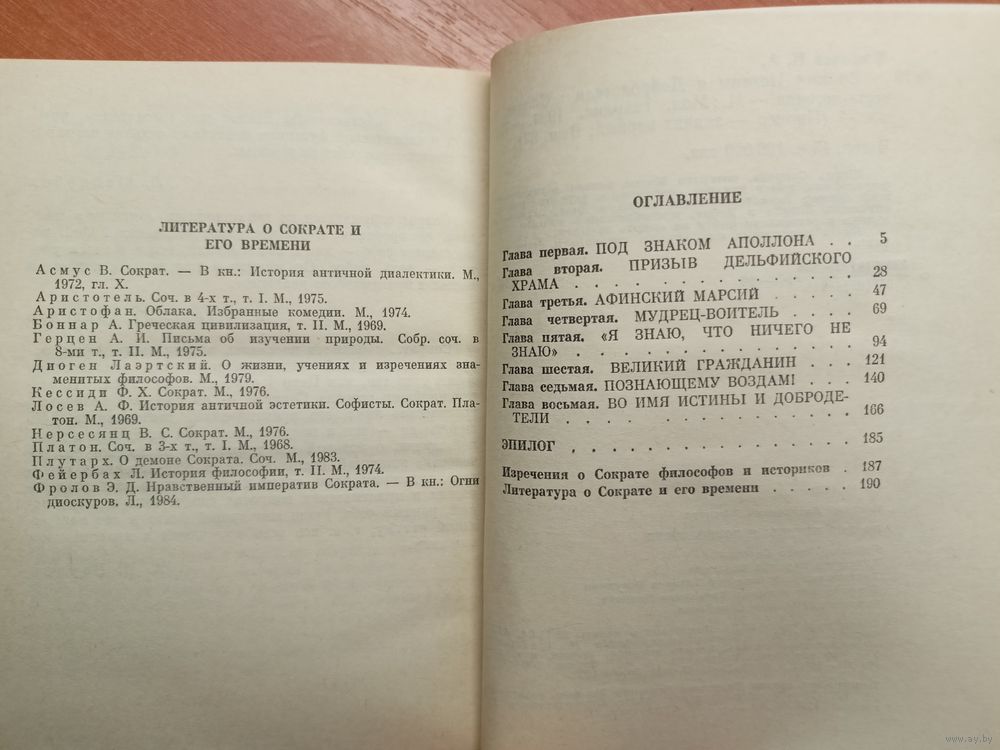 ЛИТЕРАТУРА О СОКРАТЕ И
ЕГО ВРЕМЕНИ
Асмус В. Сократ. — В кн.: История античной диалектики. М.,
1972, гл. X.
Аристотель. Соч. в 4-х т., т. I. М., 1975.
Аристофан. Облака. Избранные комедии. М., 1974.
Боннар А. Греческая цивилизация, т. II. М., 1969.
Герцен А. И. Письма об изучении природы. Собр. соч. в
8-ми т., т. II. М., 1975.
Диоген Лаэртский. О жизни, учениях и изречениях зна-
менитых философов. М., 1979.
Кессиди Ф. Х. Сократ. М., 1976.
Лосев А. Ф. История античной эстетики. Софисты. Сократ. Пла-
тон. М., 1969.
Нерсесянц В. С. Сократ. М., 1976.
Платон. Соч. в 3-х т., т. I. М., 1968.
Плутарх. О демоне Сократа. Соч. М., 1983.
Фейербах Л. История философии, т. II. М., 1974.
Фролов Э. Д. Нравственный императив Сократа. — В кн.: Огни
диоскуров. Л., 1984.
ОГЛАВЛЕНИЕ
Глава первая. ПОД ЗНАКОМ АПОЛЛОНА . . 5
Глава вторая. ПРИЗЫВ ДЕЛЬФИЙСКОГО
ХРАМА . . . . . . . . . . . . 28
Глава третья. АФИНСКИЙ МАРСИЙ . . . . 47
Глава четвертая. МУДРЕЦ-ВОИТЕЛЬ . . . . 69
Глава пятая. «Я ЗНАЮ, ЧТО НИЧЕГО НЕ
ЗНАЮ» . . . . . . . . . . . . 94
Глава шестая. ВЕЛИКИЙ ГРАЖДАНИН . . . 121
Глава седьмая. ПОЗНАЮЩЕМУ ВОЗДАМ! . . . 140
Глава восьмая. ВО ИМЯ ИСТИНЫ И ДОБРОДЕ-
ТЕЛИ . . . . . . . . . . . . . 166
ЭПИЛОГ . . . . . . . . . . . . . 185
Изречения о Сократе философов и историков . 187
Литература о Сократе и его времени . . . . . 190
www.ay.by